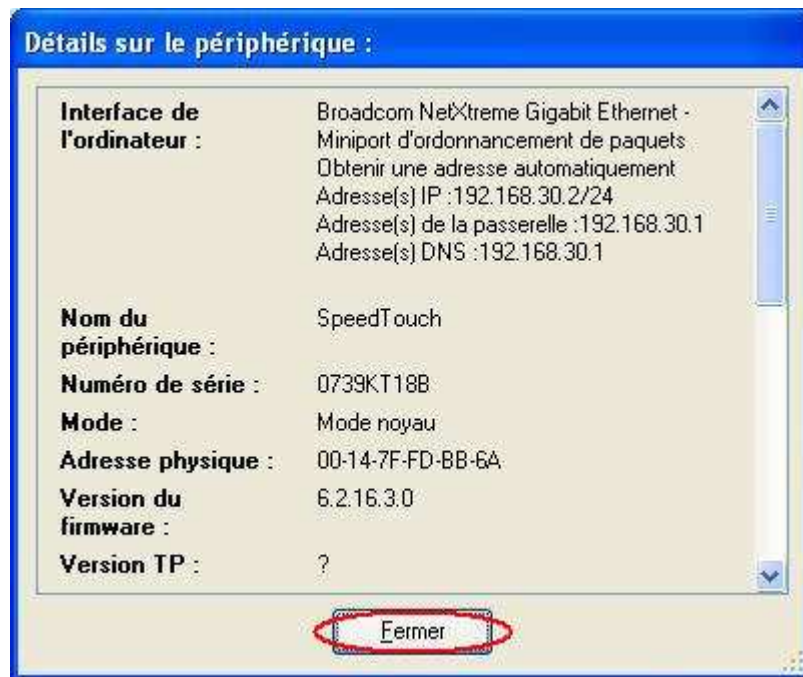 Détails sur le périphérique :
Interface de
l'ordinateur :
Broadcom NetXtreme Gigabit Ethernet -
Miniport d'ordonnancement de paquets
Obtenir une adresse automatiquement
Adresse(s) IP :192.168.30.2/24
Adresse(s) de la passerelle :192.168.30.1
Adresse(s) DNS :192.168.30.1
Nom du
périphérique :
SpeedTouch
Numéro de série :
0739KT18B
Mode :
Mode noyau
Adresse physique :
00-14-7F-FD-BB-6A
Version du
firmware :
6.2.16.3.0
Version TP :
?
Fermer